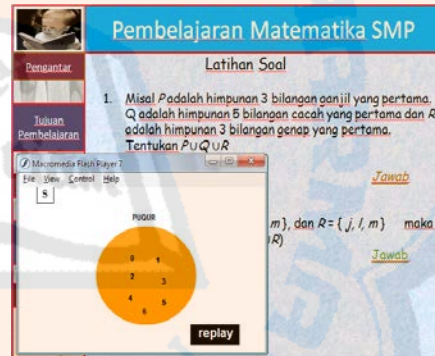 Pembelajaran Matematika SMP
Pengantar
Tujuan
Pembelajaran
Latihan Soal
1. Misal P adalah himpunan 3 bilangan ganjil yang pertama.
Q adalah himpunan 5 bilangan cacah yang pertama dan R
adalah himpunan 3 bilangan genap yang pertama.
Tentukan P∪Q∪R
Jawab
Macromedia Flash Player 7
File View Control Help
S
PUQUR
0 1
2 3
4 5
6
replay
m}, dan R = { j, l, m } maka
R)
Jawab